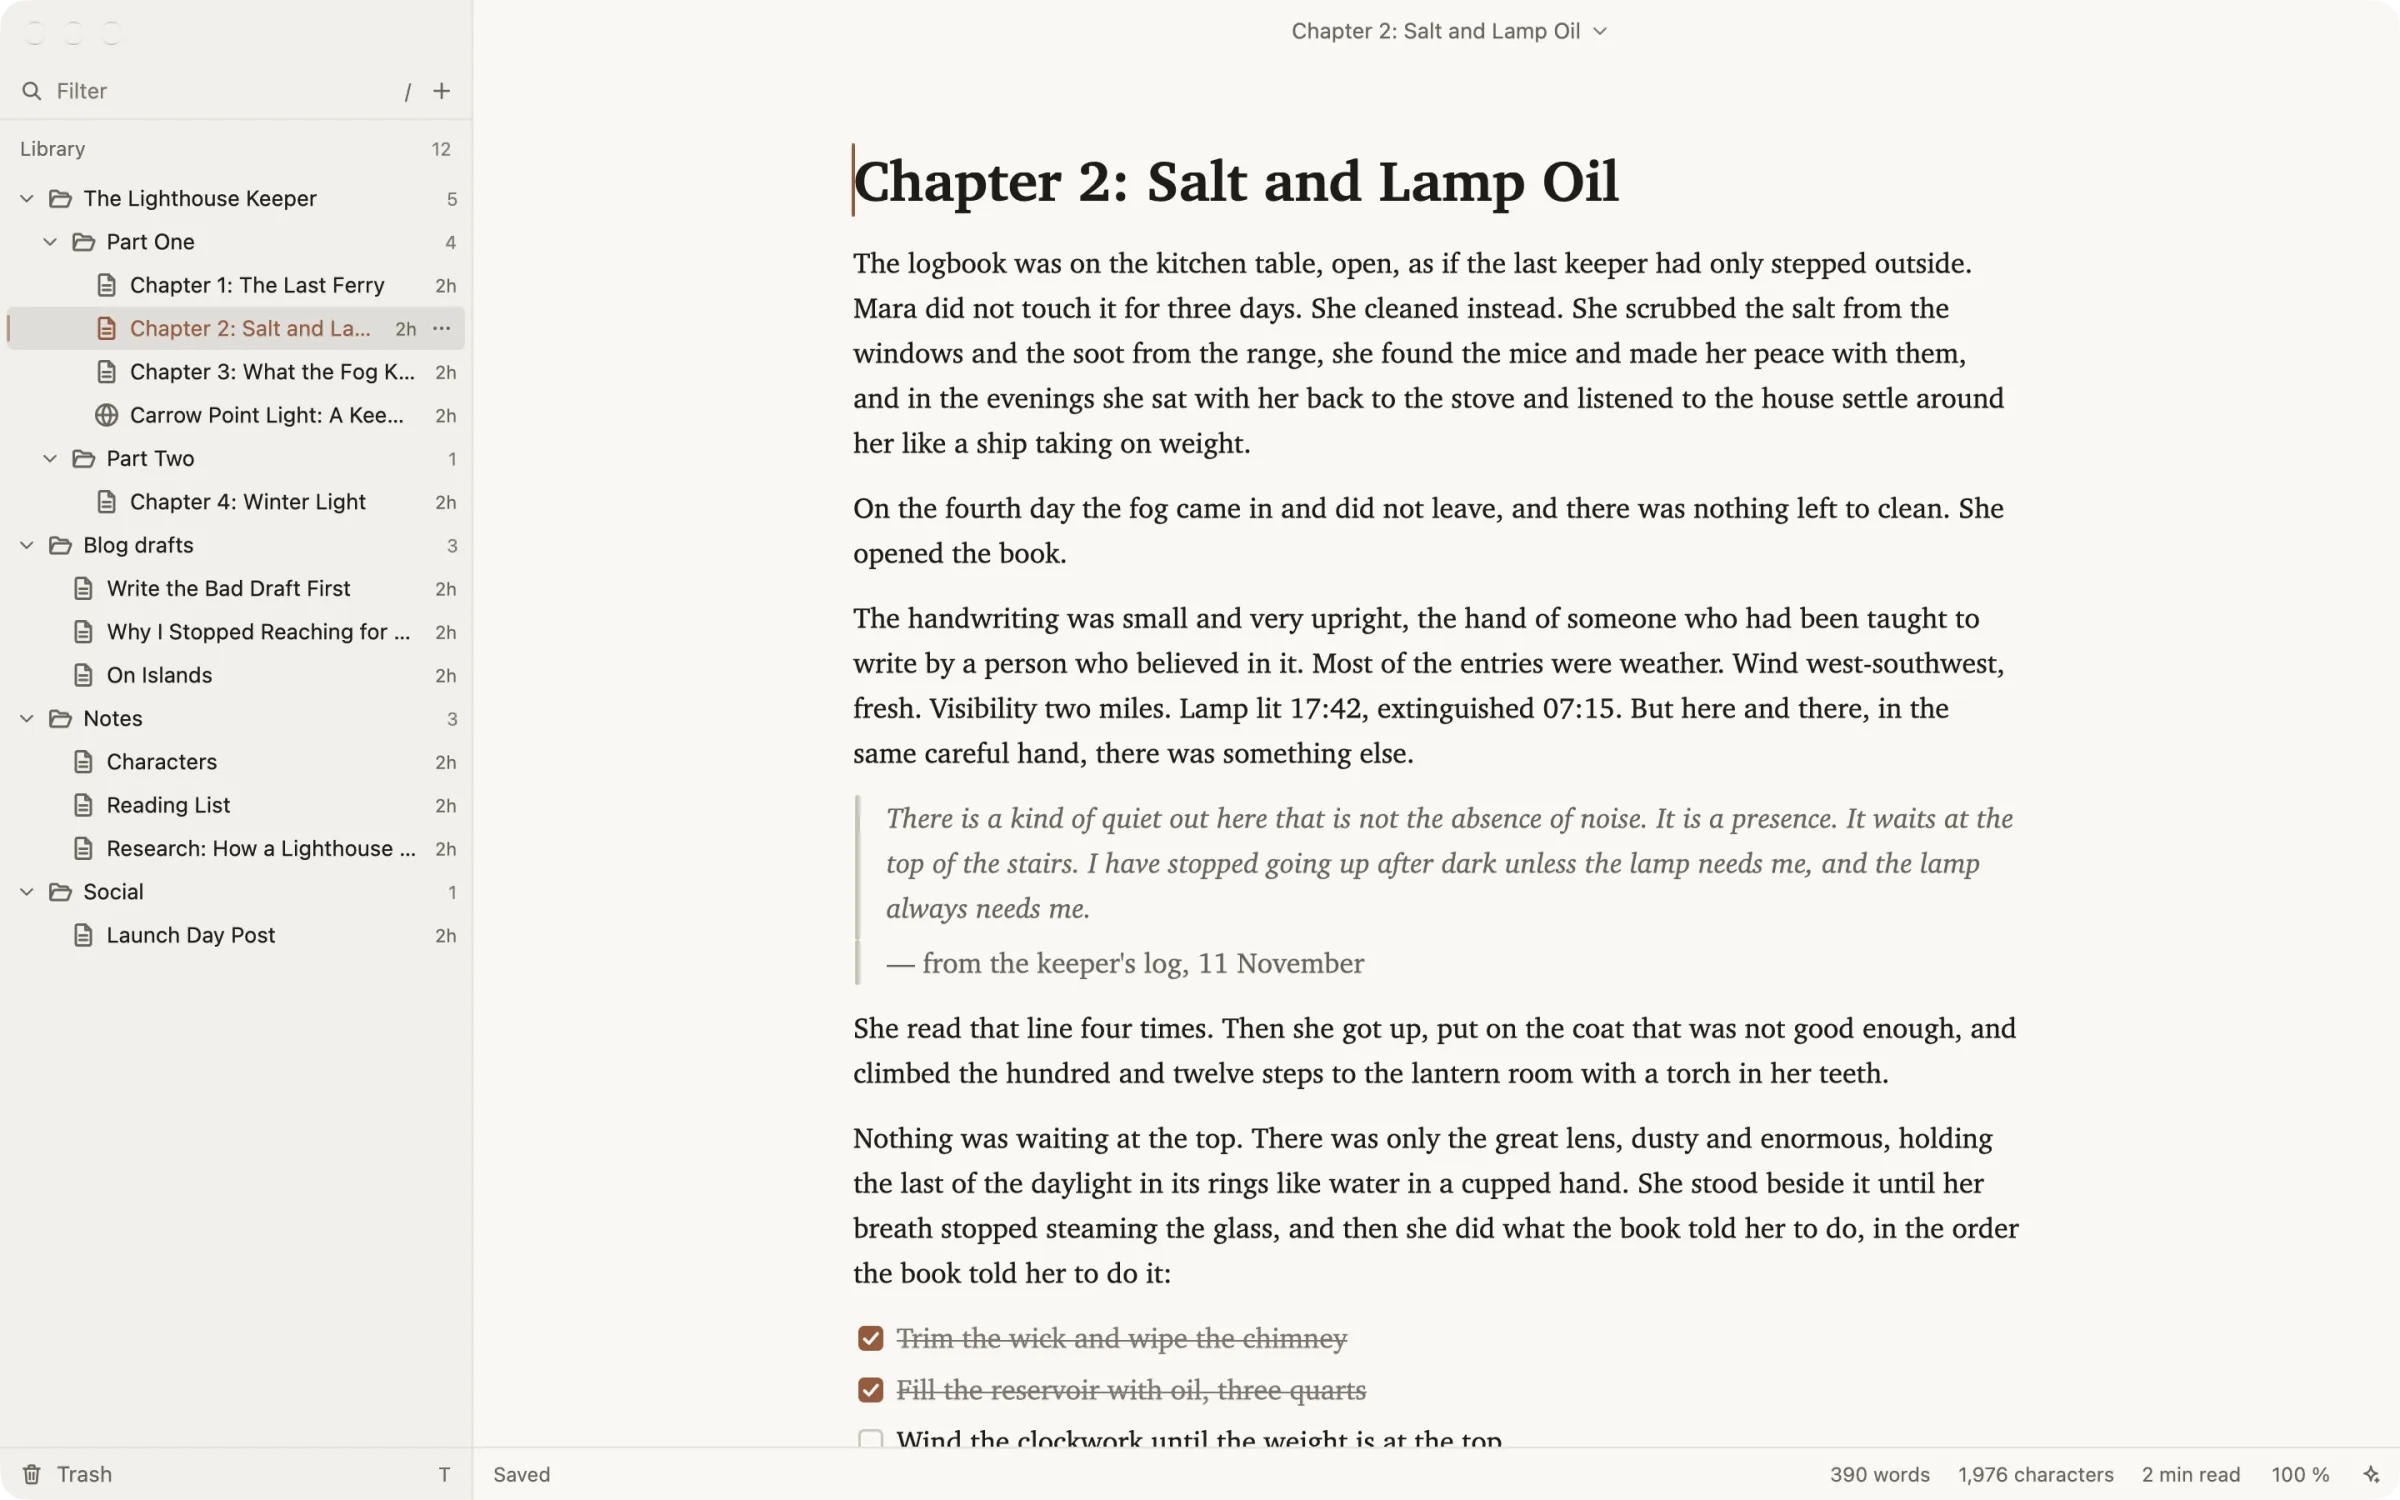 Chapter 2: Salt and Lamp Oil
Filter / +
Library 12
The Lighthouse Keeper 5
Part One 4
Chapter 1: The Last Ferry 2h
Chapter 2: Salt and La... 2h ...
Chapter 3: What the Fog K... 2h
Carrow Point Light: A Kee... 2h
Part Two 1
Chapter 4: Winter Light 2h
Blog drafts 3
Write the Bad Draft First 2h
Why I Stopped Reaching for ... 2h
On Islands 2h
Notes 3
Characters 2h
Reading List 2h
Research: How a Lighthouse ... 2h
Social 1
Launch Day Post 2h
Trash T
Chapter 2: Salt and Lamp Oil
The logbook was on the kitchen table, open, as if the last keeper had only stepped outside.
Mara did not touch it for three days. She cleaned instead. She scrubbed the salt from the
windows and the soot from the range, she found the mice and made her peace with them,
and in the evenings she sat with her back to the stove and listened to the house settle around
her like a ship taking on weight.
On the fourth day the fog came in and did not leave, and there was nothing left to clean. She
opened the book.
The handwriting was small and very upright, the hand of someone who had been taught to
write by a person who believed in it. Most of the entries were weather. Wind west-southwest,
fresh. Visibility two miles. Lamp lit 17:42, extinguished 07:15. But here and there, in the
same careful hand, there was something else.
There is a kind of quiet out here that is not the absence of noise. It is a presence. It waits at the
top of the stairs. I have stopped going up after dark unless the lamp needs me, and the lamp
always needs me.
— from the keeper's log, 11 November
She read that line four times. Then she got up, put on the coat that was not good enough, and
climbed the hundred and twelve steps to the lantern room with a torch in her teeth.
Nothing was waiting at the top. There was only the great lens, dusty and enormous, holding
the last of the daylight in its rings like water in a cupped hand. She stood beside it until her
breath stopped steaming the glass, and then she did what the book told her to do, in the order
the book told her to do it:
Trim the wick and wipe the chimney
Fill the reservoir with oil, three quarts
Wind the clockwork until the weight is at the top
Saved
390 words 1,976 characters 2 min read 100 %